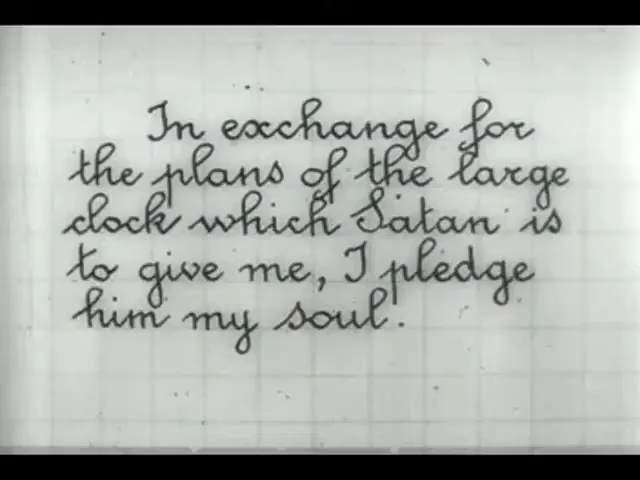 In exchange for
the plans of the large
clock which Satan is
to give me, I pledge
him my soul.